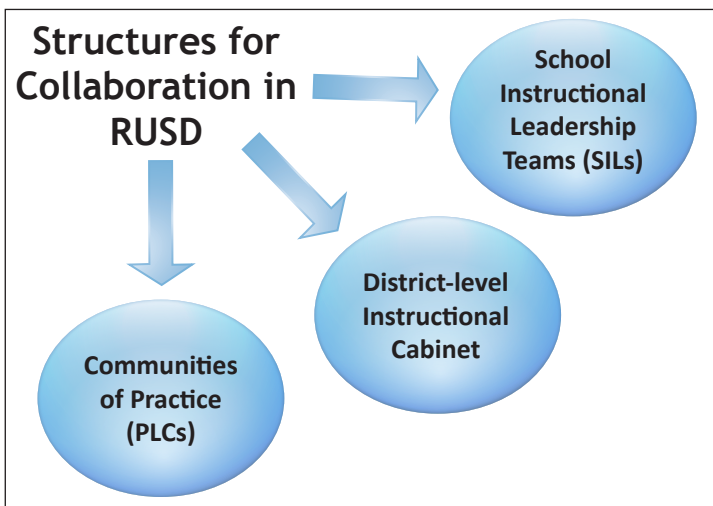 Structures for
Collaboration in
RUSD
School
Instructional
Leadership
Teams (SILs)
District-level
Instructional
Cabinet
Communities
of Practice
(PLCs)